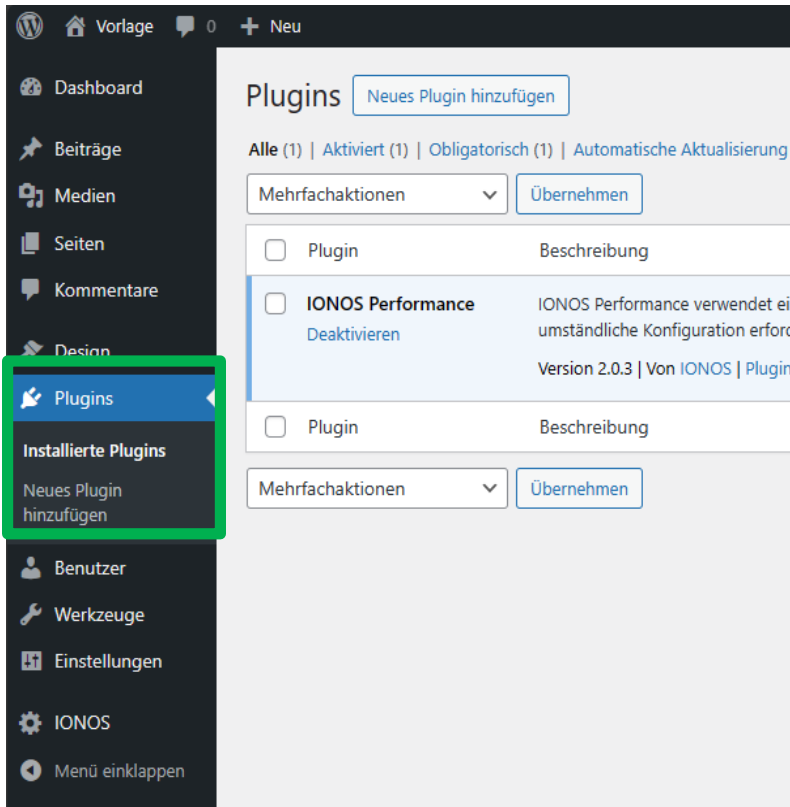 Vorlage 0 + Neu
Dashboard
Beiträge
Medien
Seiten
Kommentare
Design
Plugins
Installierte Plugins
Neues Plugin
hinzufügen
Benutzer
Werkzeuge
Einstellungen
IONOS
Menü einklappen
Plugins Neues Plugin hinzufügen
Alle (1) | Aktiviert (1) | Obligatorisch (1) | Automatische Aktualisierung
Mehrfachaktionen Übernehmen
Plugin Beschreibung
IONOS Performance IONOS Performance verwendet
Deaktivieren umständliche Konfiguration
Version 2.0.3 | Von IONOS | Plugin
Plugin Beschreibung
Mehrfachaktionen Übernehmen